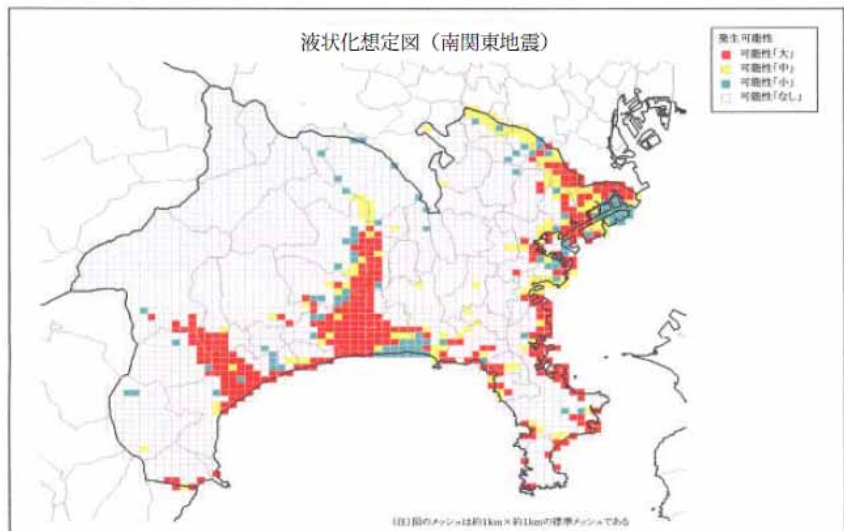 液状化想定図（南関東地震）
発生可能性
可能性「大」
可能性「中」
可能性「小」
可能性「なし」
(注)図のメッシュは約1km×約1kmの標準メッシュである